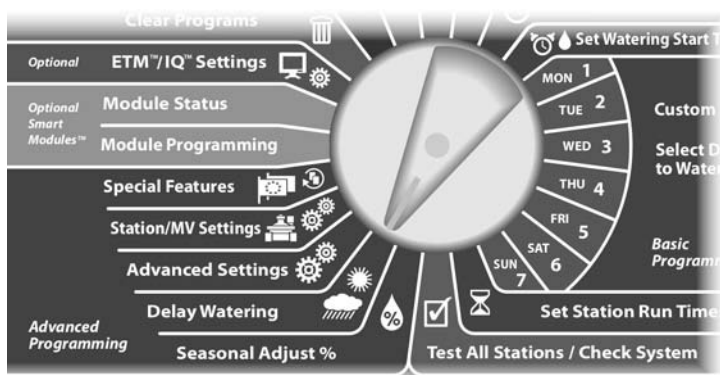 Clear Programs
Optional
ETM™/IQ™ Settings
Optional
Smart
Modules™
Module Status
Module Programming
Special Features
Station/MV Settings
Advanced Settings
Delay Watering
Advanced
Programming
Seasonal Adjust %
%
Set Watering Start
MON 1
TUE 2
WED 3
THU 4
FRI 5
SAT 6
SUN 7
Custom
Select
to Water
Basic
Set Station Run Time
Test All Stations / Check System